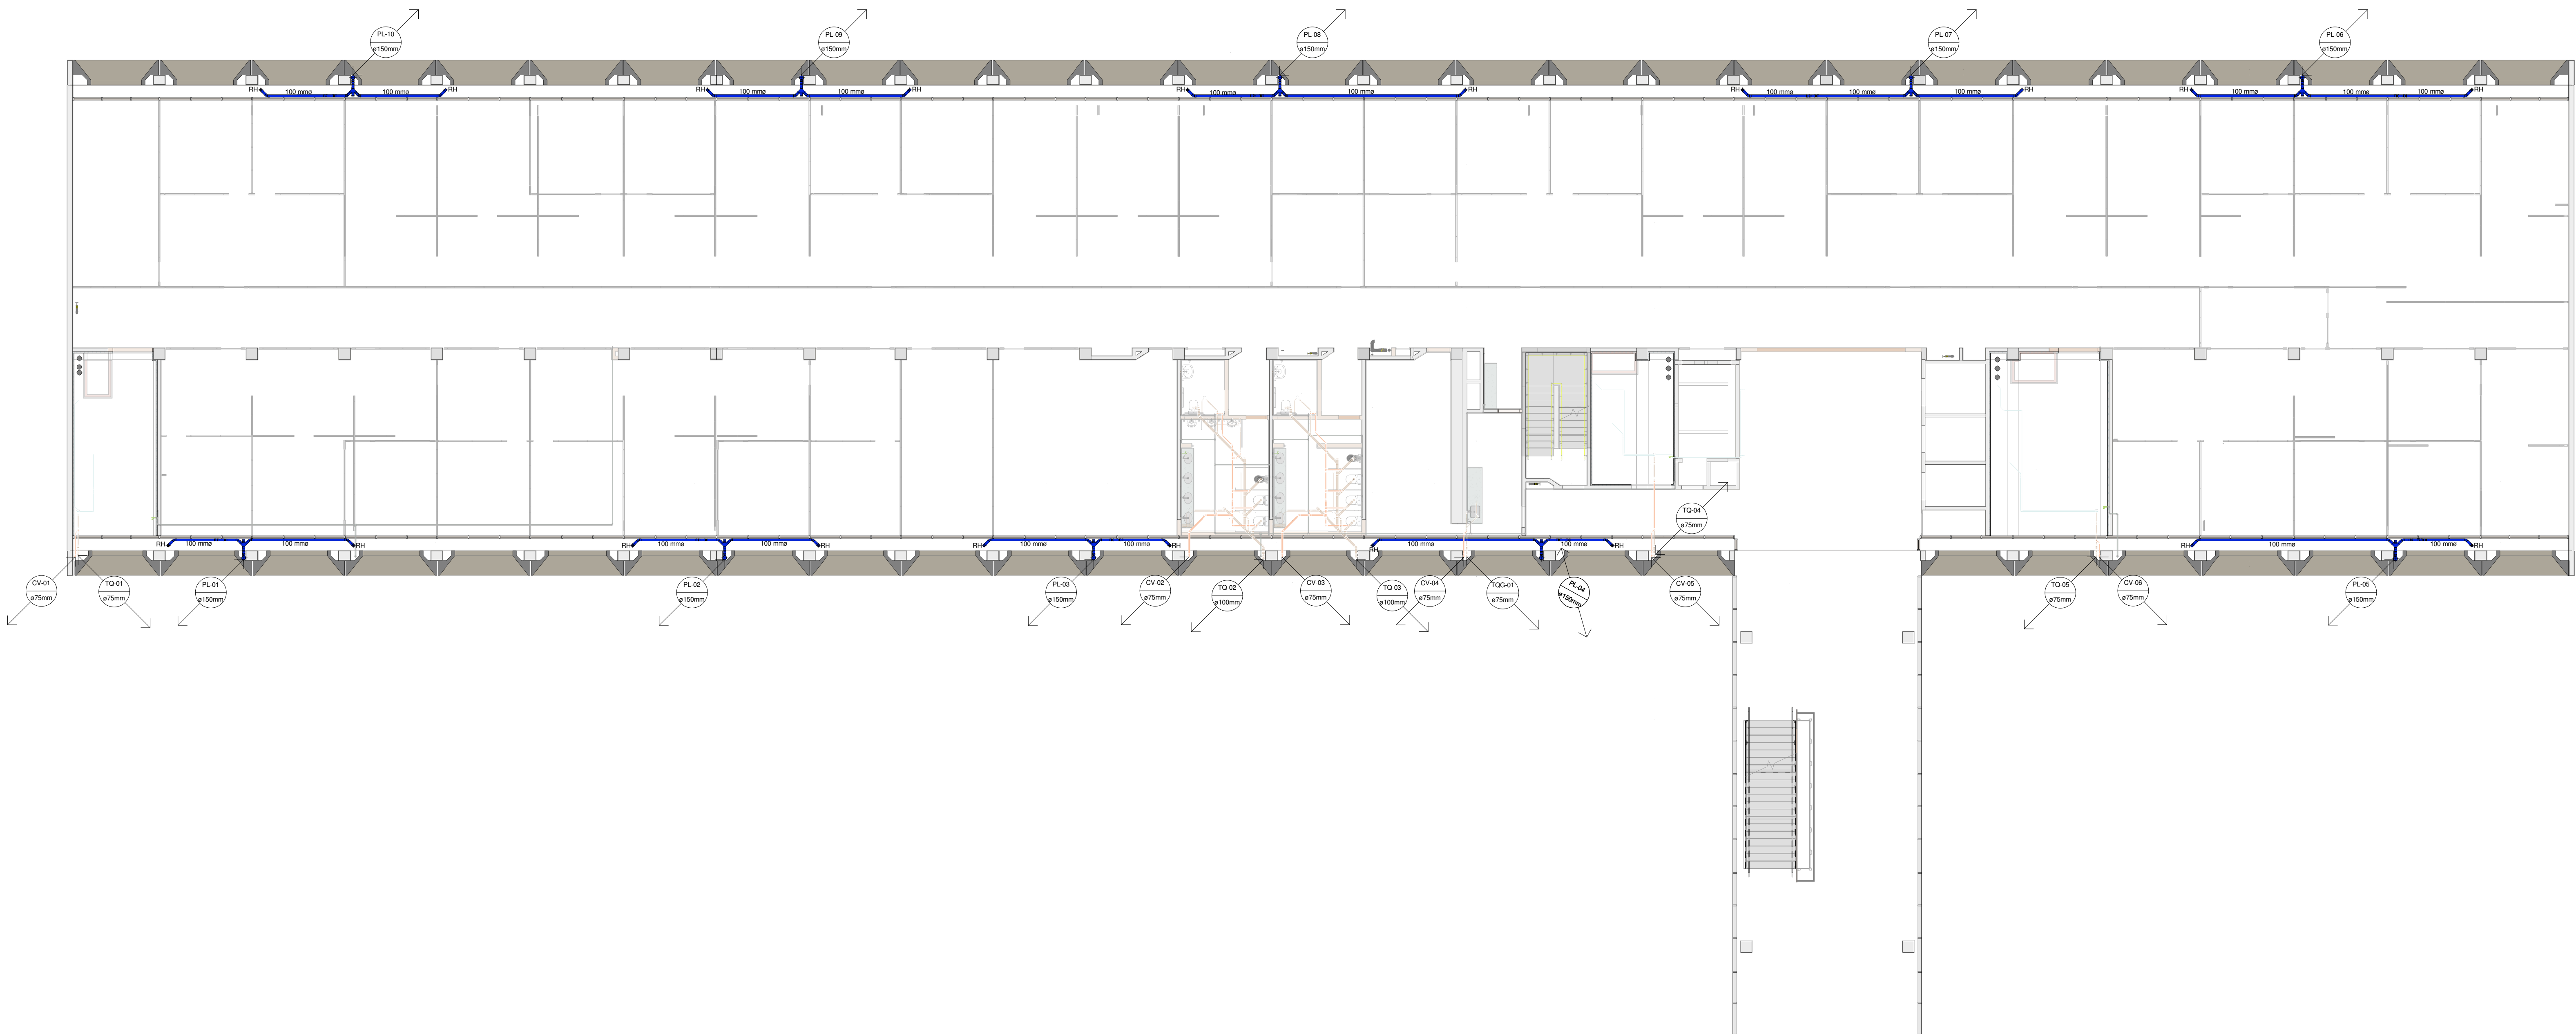 PL-10
ø150mm
PL-09
ø150mm
PL-08
ø150mm
PL-07
ø150mm
PL-06
ø150mm
RH 100 mmø 100 mmø RH
RH 100 mmø 100 mmø RH
RH 100 mmø 100 mmø RH
RH 100 mmø 100 mmø 100 mmø RH
RH 100 mmø 100 mmø 100 mmø RH
TQ-04
ø75mm
RH 100 mmø 100 mmø RH
RH 100 mmø 100 mmø RH
RH 100 mmø 100 mmø RH
RH 100 mmø 100 mmø RH
RH 100 mmø 100 mmø RH
CV-01
ø75mm
TQ-01
ø75mm
PL-01
ø150mm
PL-02
ø150mm
PL-03
ø150mm
CV-02
ø75mm
TQ-02
ø100mm
CV-03
ø75mm
TQ-03
ø100mm
CV-04
ø75mm
TQG-01
ø75mm
PL-04
ø150mm
CV-05
ø75mm
TQ-05
ø75mm
CV-06
ø75mm
PL-05
ø150mm